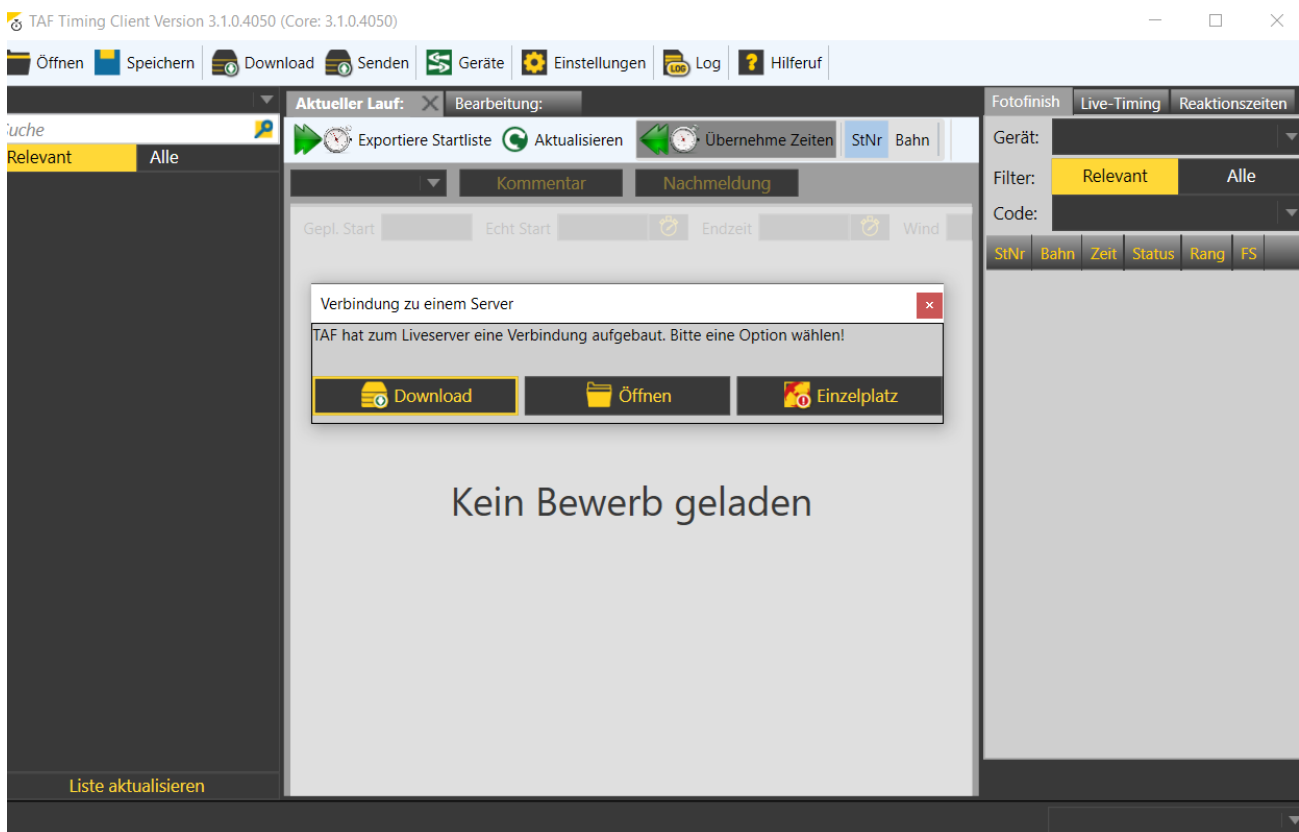 TAF Timing Client Version 3.1.0.4050 (Core: 3.1.0.4050)
Öffnen Speichern Download Senden Geräte Einstellungen LOG Log ? Hilferuf
Aktueller Lauf: Bearbeitung:
Fotofinish Live-Timing Reaktionszeiten
uche
Exportiere Startliste Aktualisieren Übernehme Zeiten StNr Bahn
Gerät:
Relevant Alle
Kommentar Nachmeldung
Filter: Relevant Alle
Code:
Gepl. Start Echt Start Endzeit Wind
StNr Bahn Zeit Status Rang FS
Verbindung zu einem Server
TAF hat zum Liveserver eine Verbindung aufgebaut. Bitte eine Option wählen!
Download Öffnen Einzelplatz
Kein Bewerb geladen
Liste aktualisieren